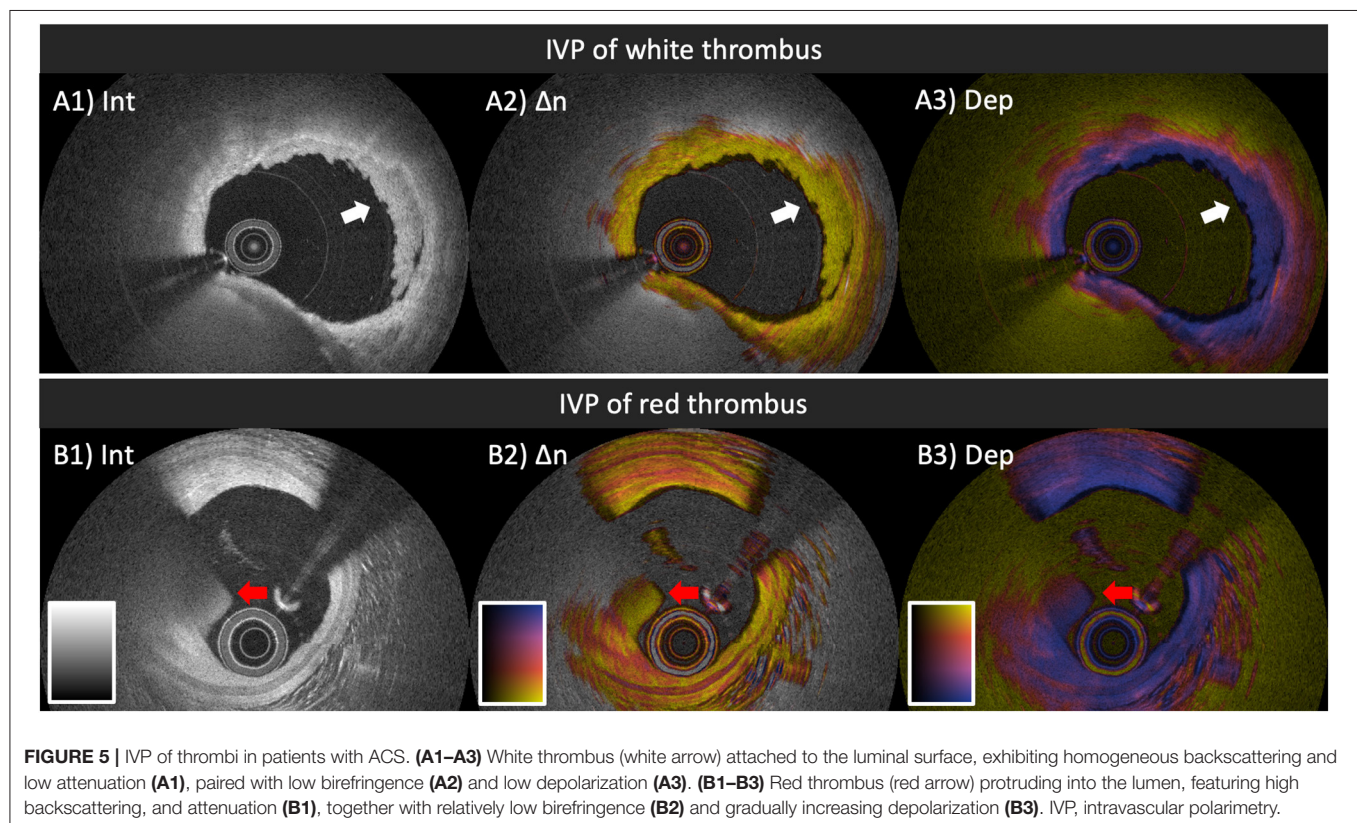 IVP of white thrombus
A1) Int
A2) Δn
A3) Dep
IVP of red thrombus
B1) Int
B2) Δn
B3) Dep
FIGURE 5 | IVP of thrombi in patients with ACS. (A1–A3) White thrombus (white arrow) attached to the luminal surface, exhibiting homogeneous backscattering and
low attenuation (A1), paired with low birefringence (A2) and low depolarization (A3). (B1–B3) Red thrombus (red arrow) protruding into the lumen, featuring high
backscattering, and attenuation (B1), together with relatively low birefringence (B2) and gradually increasing depolarization (B3). IVP, intravascular polarimetry.